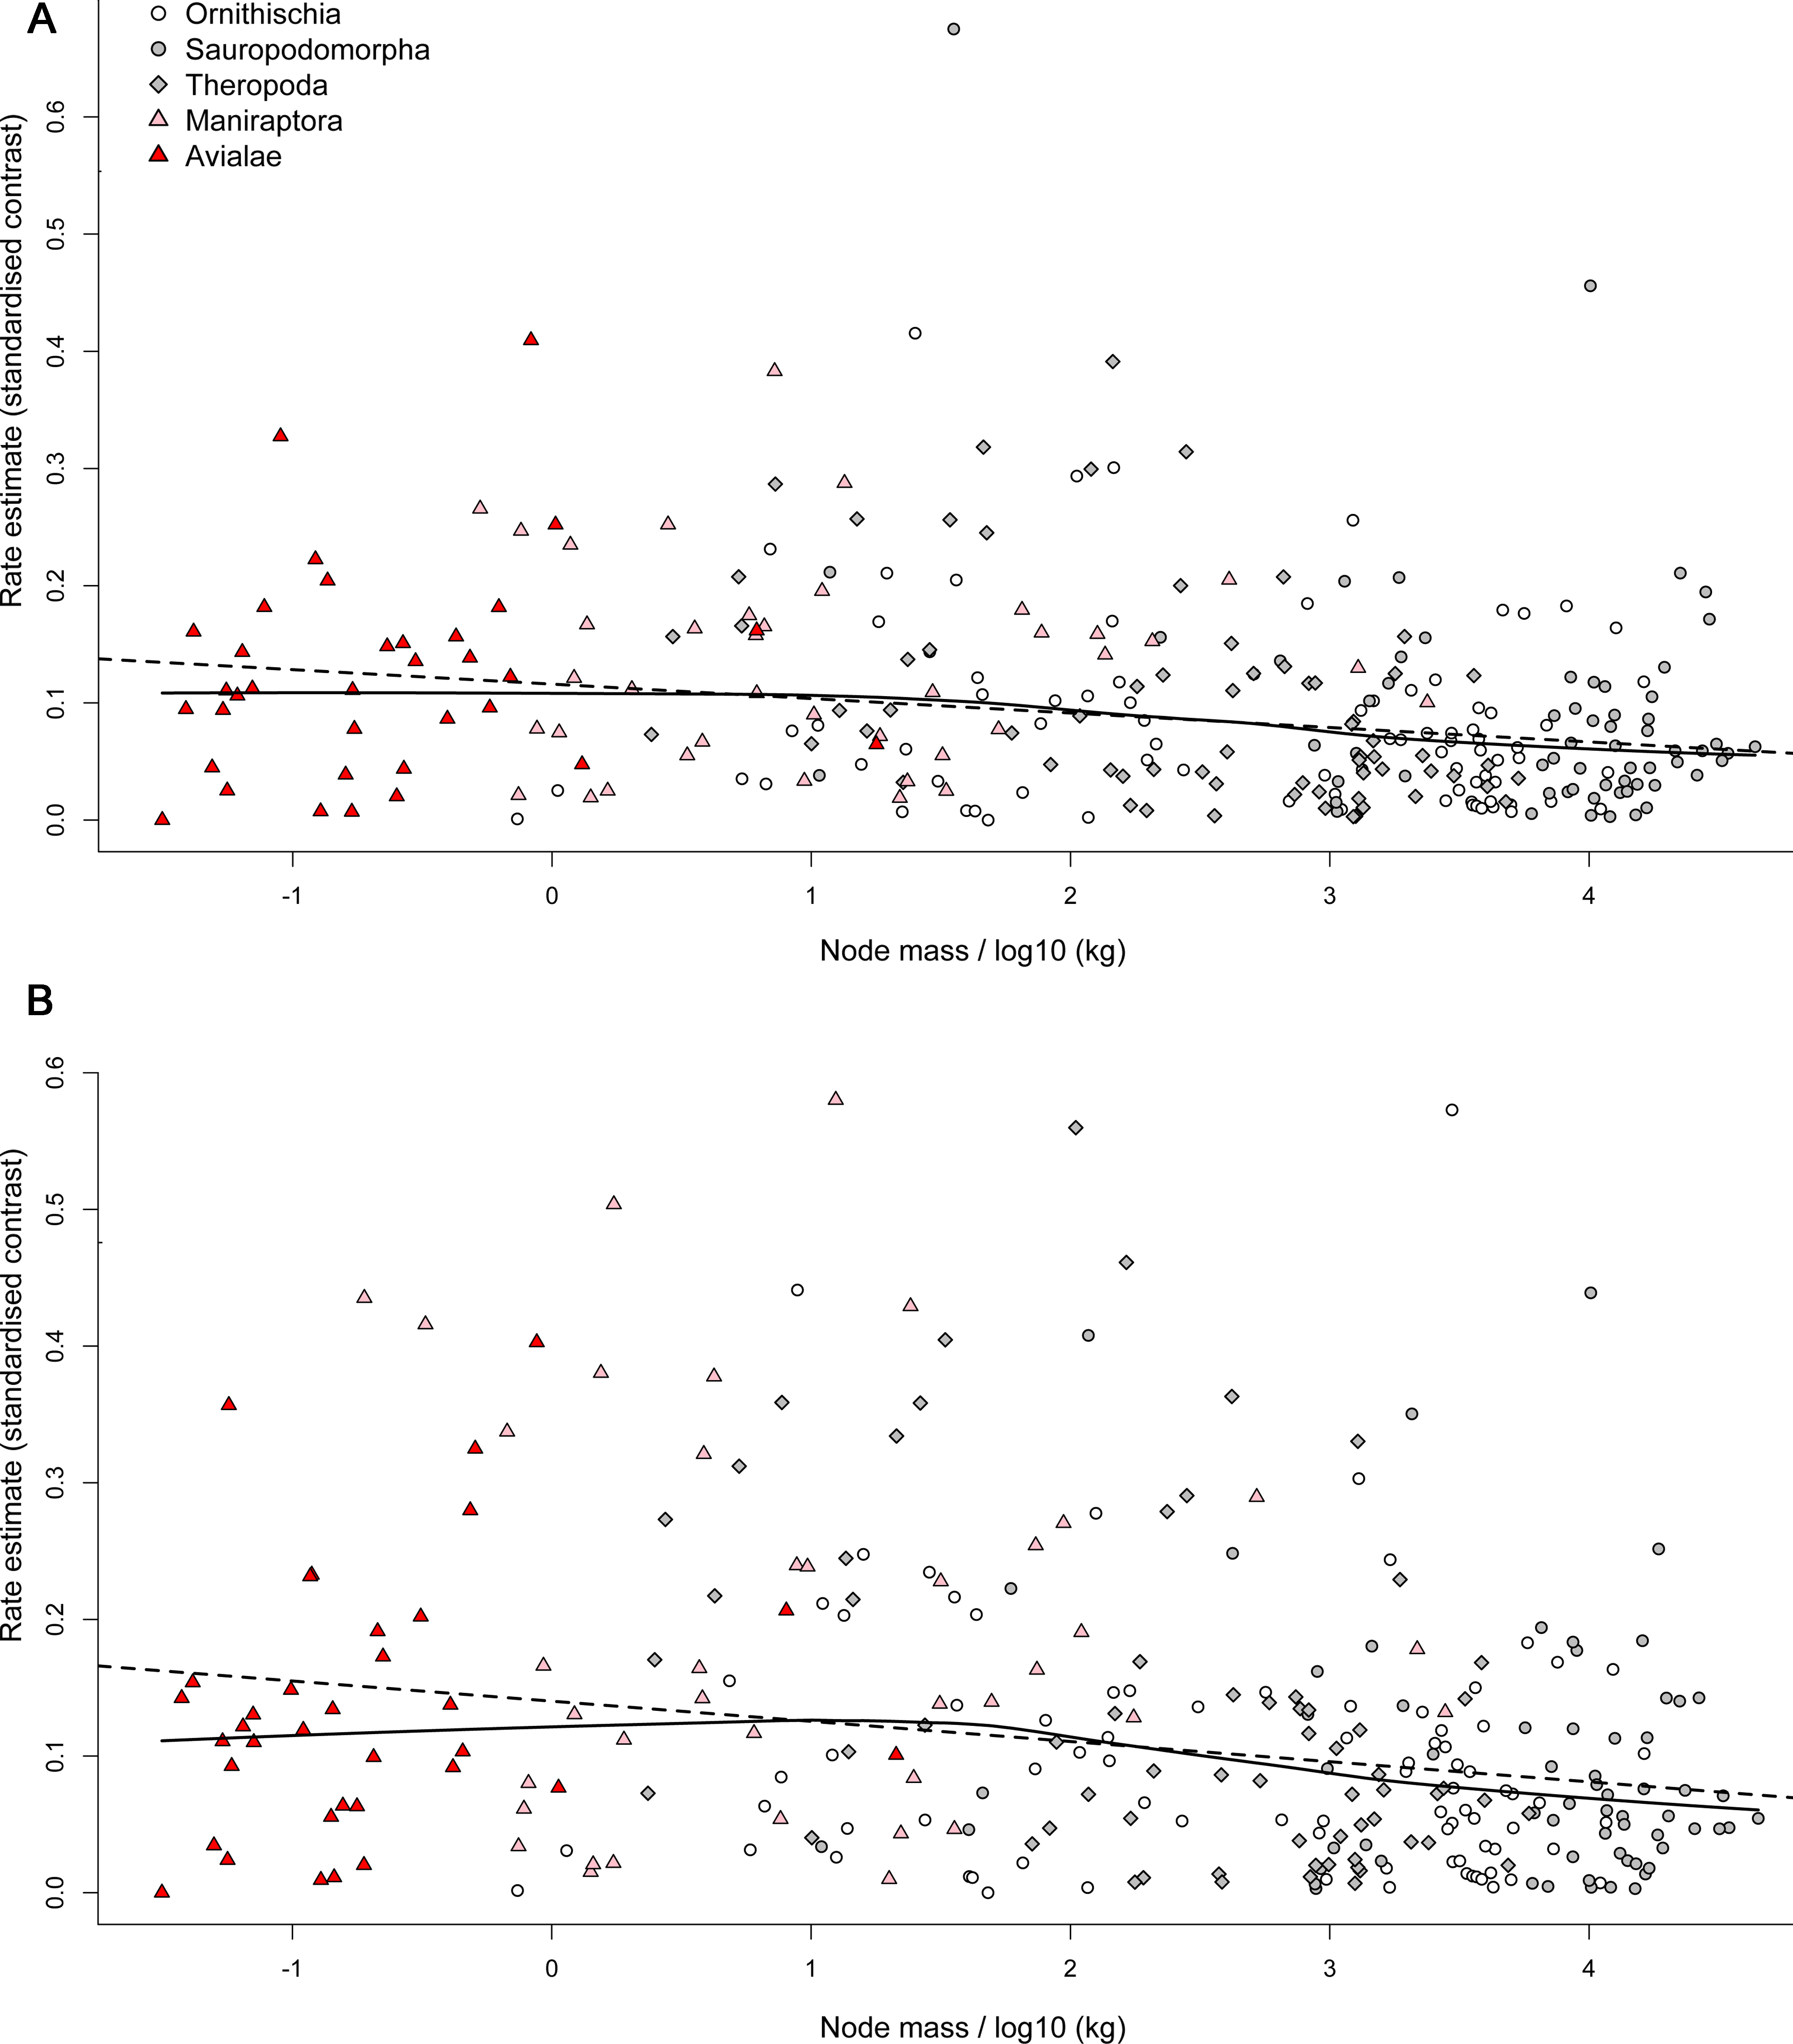 A
Ornithischia
Sauropodomorpha
Theropoda
Maniraptora
Avialae
Rate estimate (standardised contrast)
0.6
0.5
0.4
0.3
0.2
0.1
0.0
-1 0 1 2 3 4
Node mass / log10 (kg)
B
Rate estimate (standardised contrast)
0.6
0.5
0.4
0.3
0.2
0.1
0.0
-1 0 1 2 3 4
Node mass / log10 (kg)